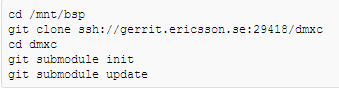 cd /mnt/bsp
git clone ssh://gerrit.ericsson.se:29418/dmxc
cd dmxc
git submodule init
git submodule update